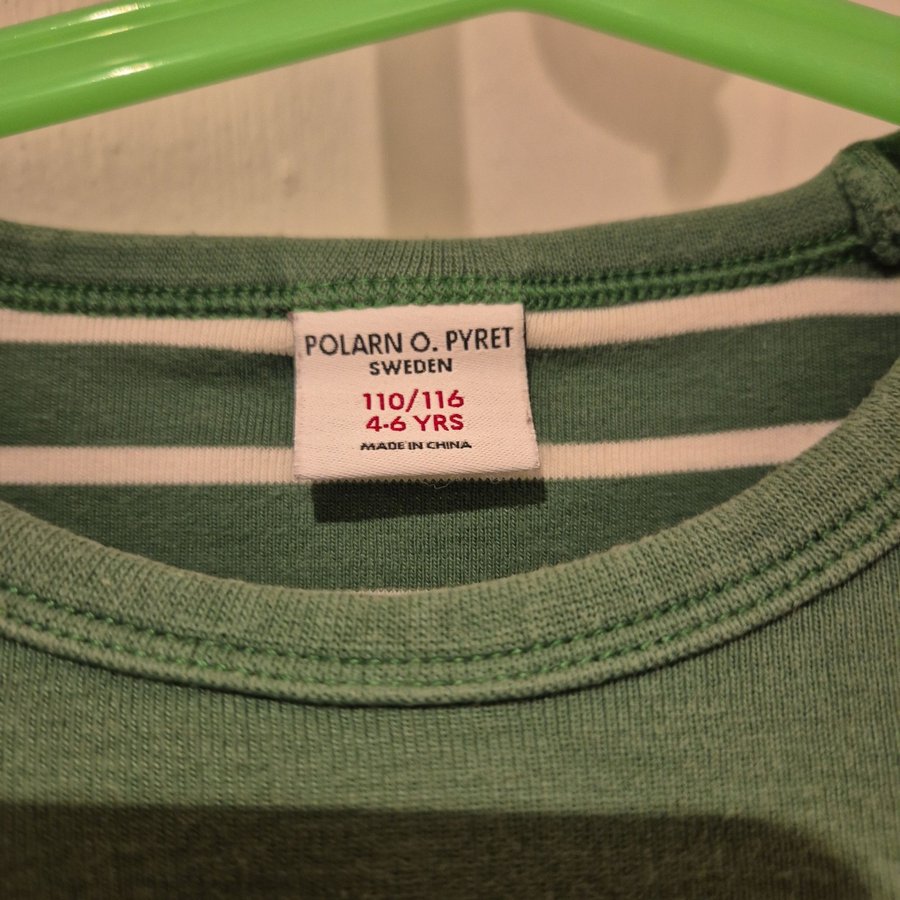 POLARN O. PYRET
SWEDEN
110/116
4-6 YRS
MADE IN CHINA